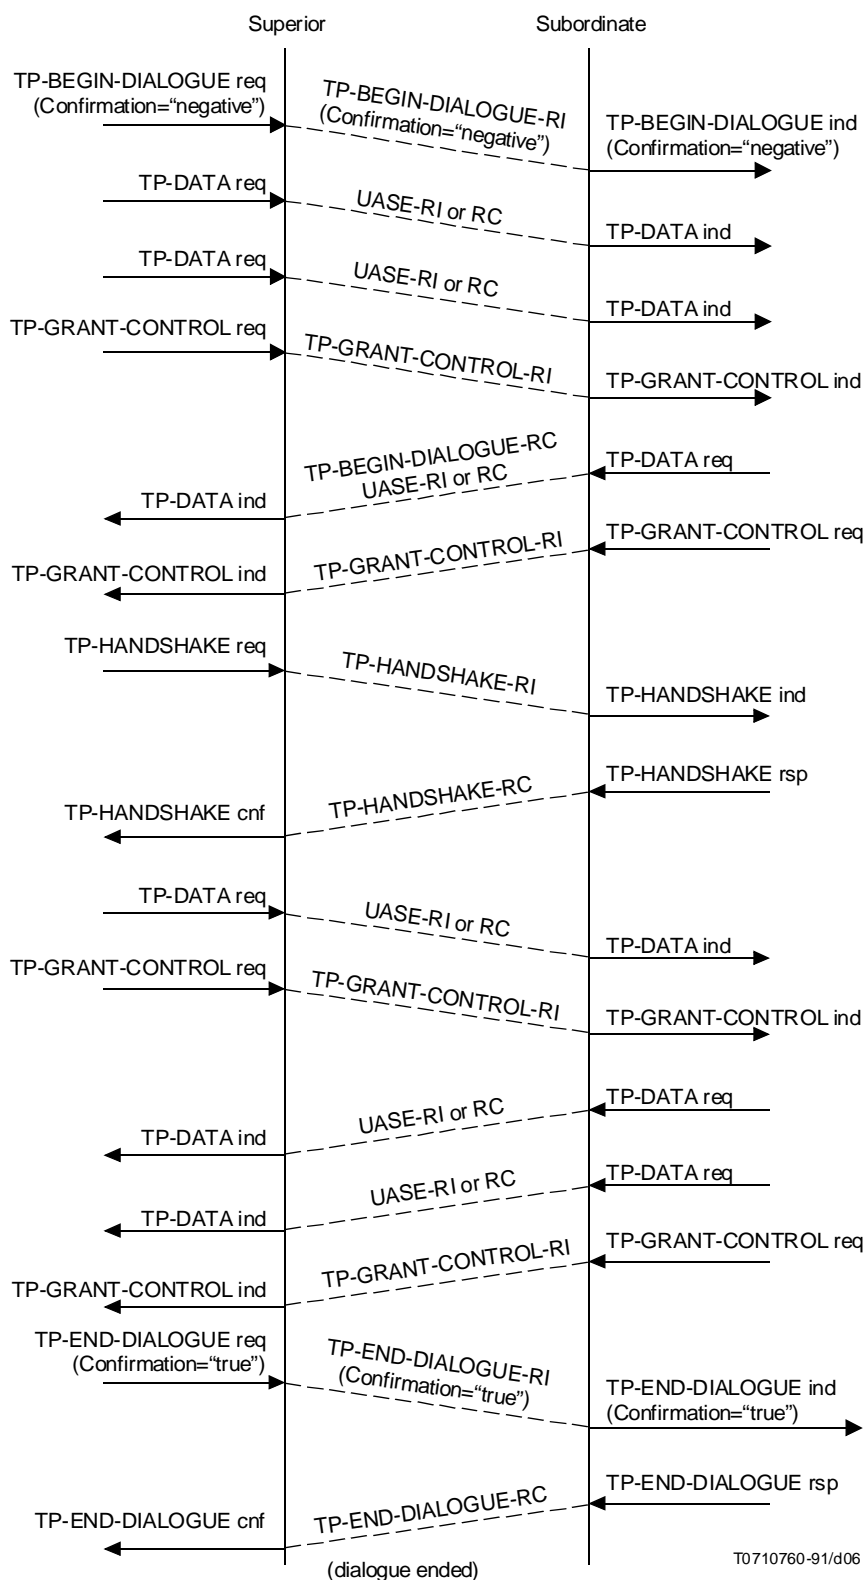 Superior
Subordinate
TP-BEGIN-DIALOGUE req
(Confirmation=“negative”)
TP-BEGIN-DIALOGUE-RI
(Confirmation=“negative”)
TP-BEGIN-DIALOGUE ind
(Confirmation=“negative”)
TP-DATA req
UASE-RI or RC
TP-DATA ind
TP-DATA req
UASE-RI or RC
TP-DATA ind
TP-GRANT-CONTROL req
TP-GRANT-CONTROL-RI
TP-GRANT-CONTROL ind
TP-DATA req
TP-BEGIN-DIALOGUE-RC
UASE-RI or RC
TP-DATA ind
TP-GRANT-CONTROL req
TP-GRANT-CONTROL-RI
TP-GRANT-CONTROL ind
TP-HANDSHAKE req
TP-HANDSHAKE-RI
TP-HANDSHAKE ind
TP-HANDSHAKE rsp
TP-HANDSHAKE-RC
TP-HANDSHAKE cnf
TP-DATA req
UASE-RI or RC
TP-DATA ind
TP-GRANT-CONTROL req
TP-GRANT-CONTROL-RI
TP-GRANT-CONTROL ind
TP-DATA req
UASE-RI or RC
TP-DATA ind
TP-DATA req
UASE-RI or RC
TP-DATA ind
TP-GRANT-CONTROL req
TP-GRANT-CONTROL-RI
TP-GRANT-CONTROL ind
TP-END-DIALOGUE req
(Confirmation=“true”)
TP-END-DIALOGUE-RI
(Confirmation=“true”)
TP-END-DIALOGUE ind
(Confirmation=“true”)
TP-END-DIALOGUE rsp
TP-END-DIALOGUE-RC
TP-END-DIALOGUE cnf
(dialogue ended)
T0710760-91/d06